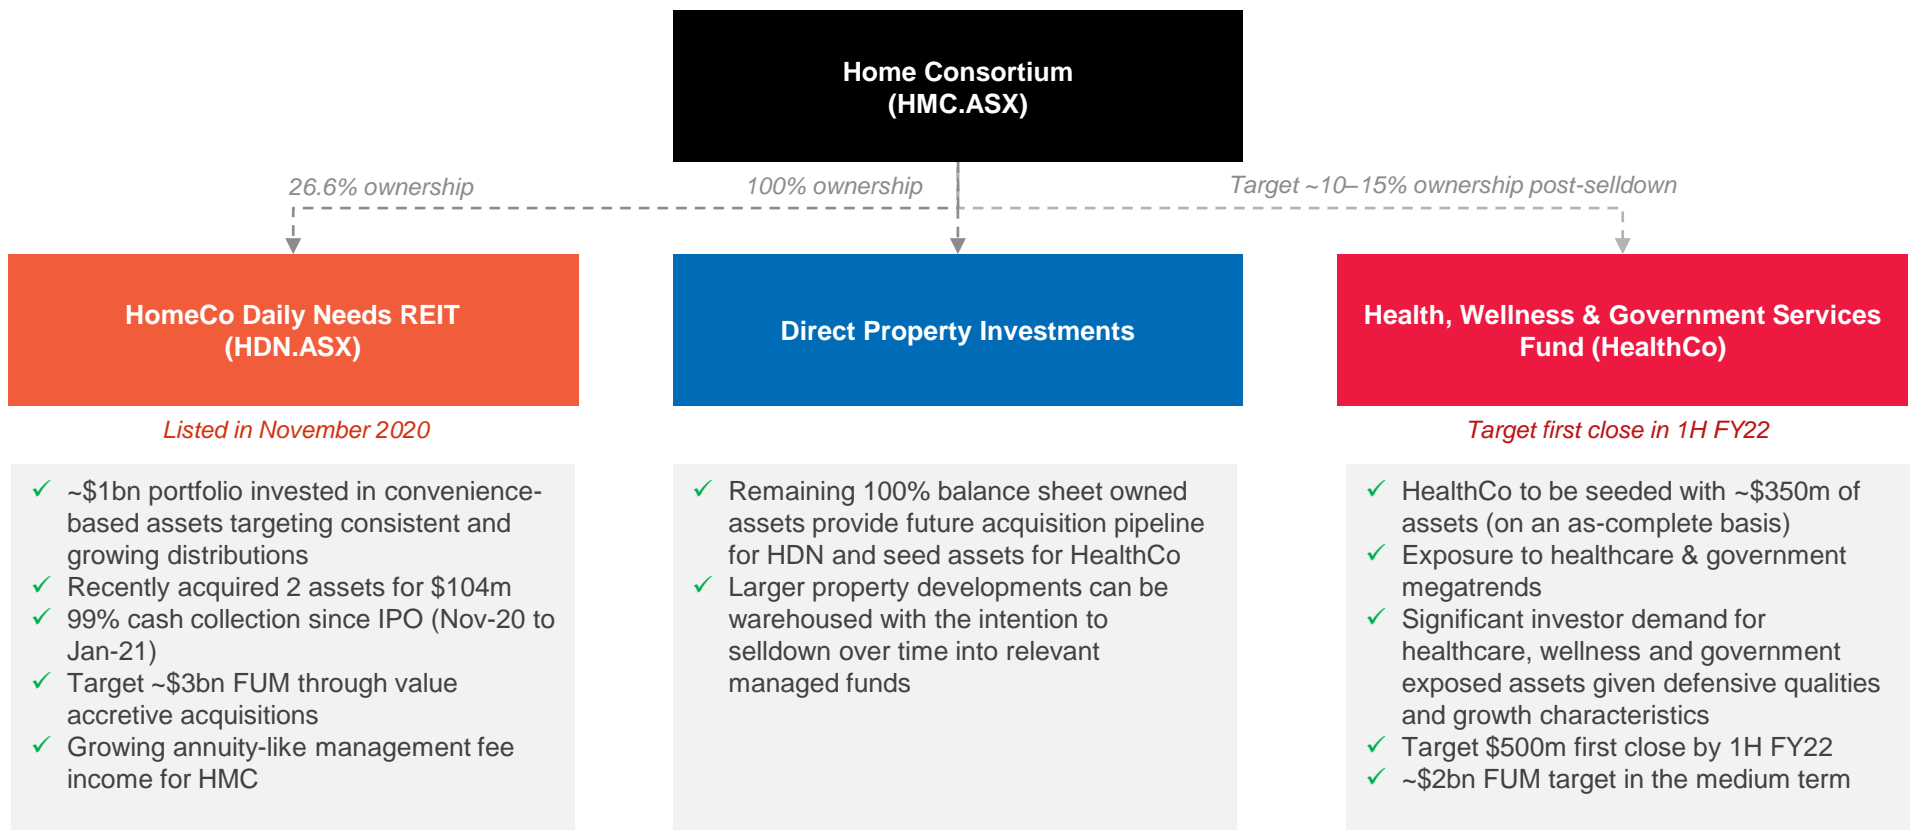 Home Consortium
(HMC.ASX)
26.6% ownership
100% ownership
Target ~10–15% ownership post-selldown
HomeCo Daily Needs REIT
(HDN.ASX)
Listed in November 2020
✓ ~$1bn portfolio invested in convenience-
based assets targeting consistent and
growing distributions
✓ Recently acquired 2 assets for $104m
✓ 99% cash collection since IPO (Nov-20 to
Jan-21)
✓ Target ~$3bn FUM through value
accretive acquisitions
✓ Growing annuity-like management fee
income for HMC
Direct Property Investments
✓ Remaining 100% balance sheet owned
assets provide future acquisition pipeline
for HDN and seed assets for HealthCo
✓ Larger property developments can be
warehoused with the intention to
selldown over time into relevant
managed funds
Health, Wellness & Government Services
Fund (HealthCo)
Target first close in 1H FY22
✓ HealthCo to be seeded with ~$350m of
assets (on an as-complete basis)
✓ Exposure to healthcare & government
megatrends
✓ Significant investor demand for
healthcare, wellness and government
exposed assets given defensive qualities
and growth characteristics
✓ Target $500m first close by 1H FY22
✓ ~$2bn FUM target in the medium term